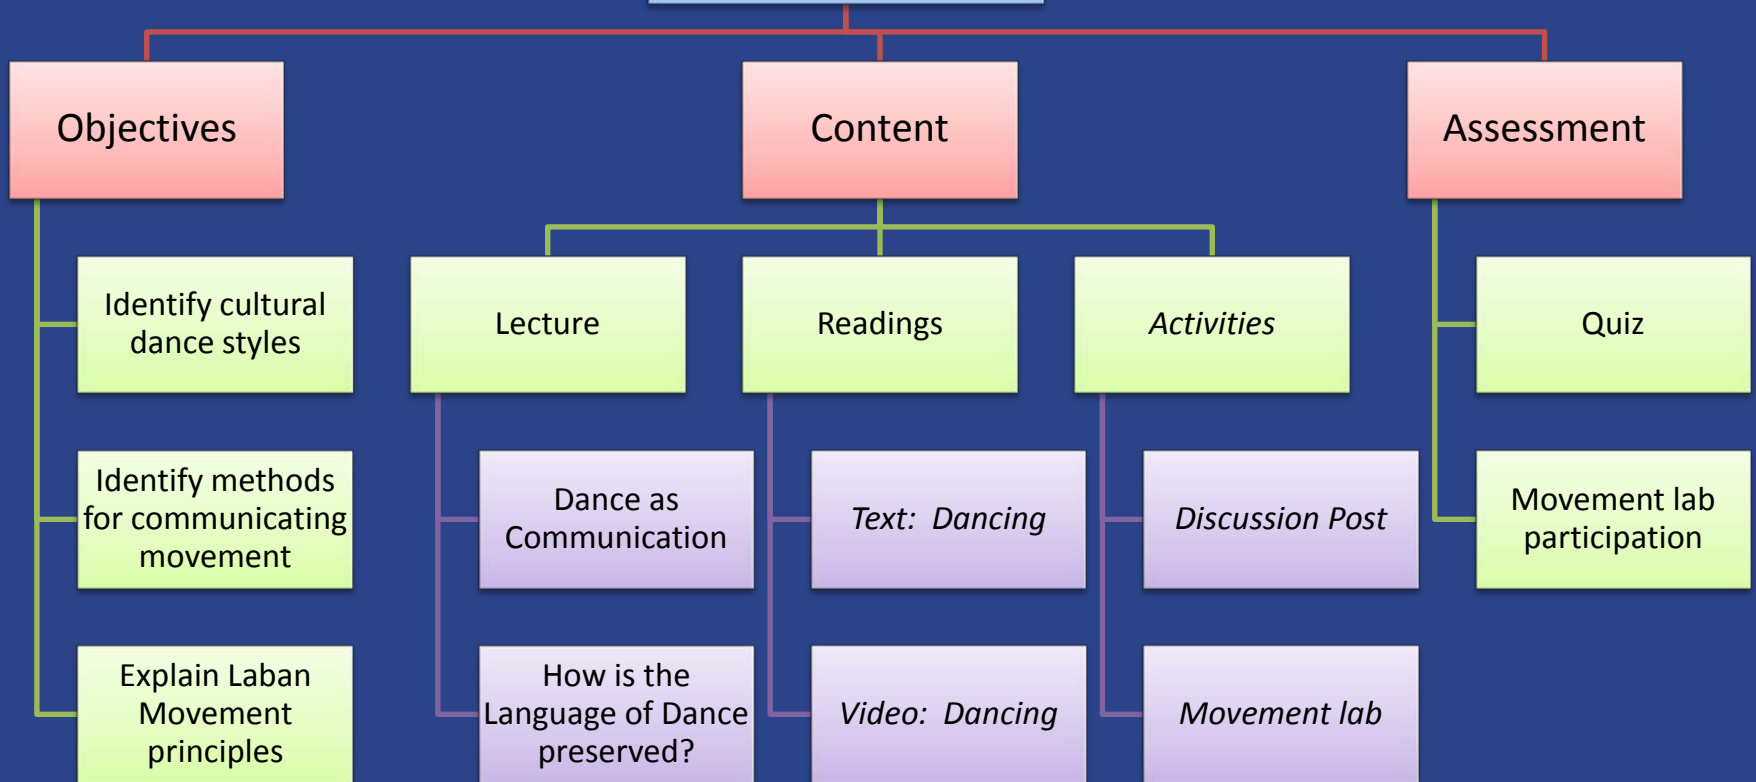 Objectives
Content
Assessment
Identify cultural
dance styles
Lecture
Readings
Activities
Quiz
Identify methods
for communicating
movement
Dance as
Communication
Text: Dancing
Discussion Post
Movement lab
participation
Explain Laban
Movement
principles
How is the
Language of Dance
preserved?
Video: Dancing
Movement lab